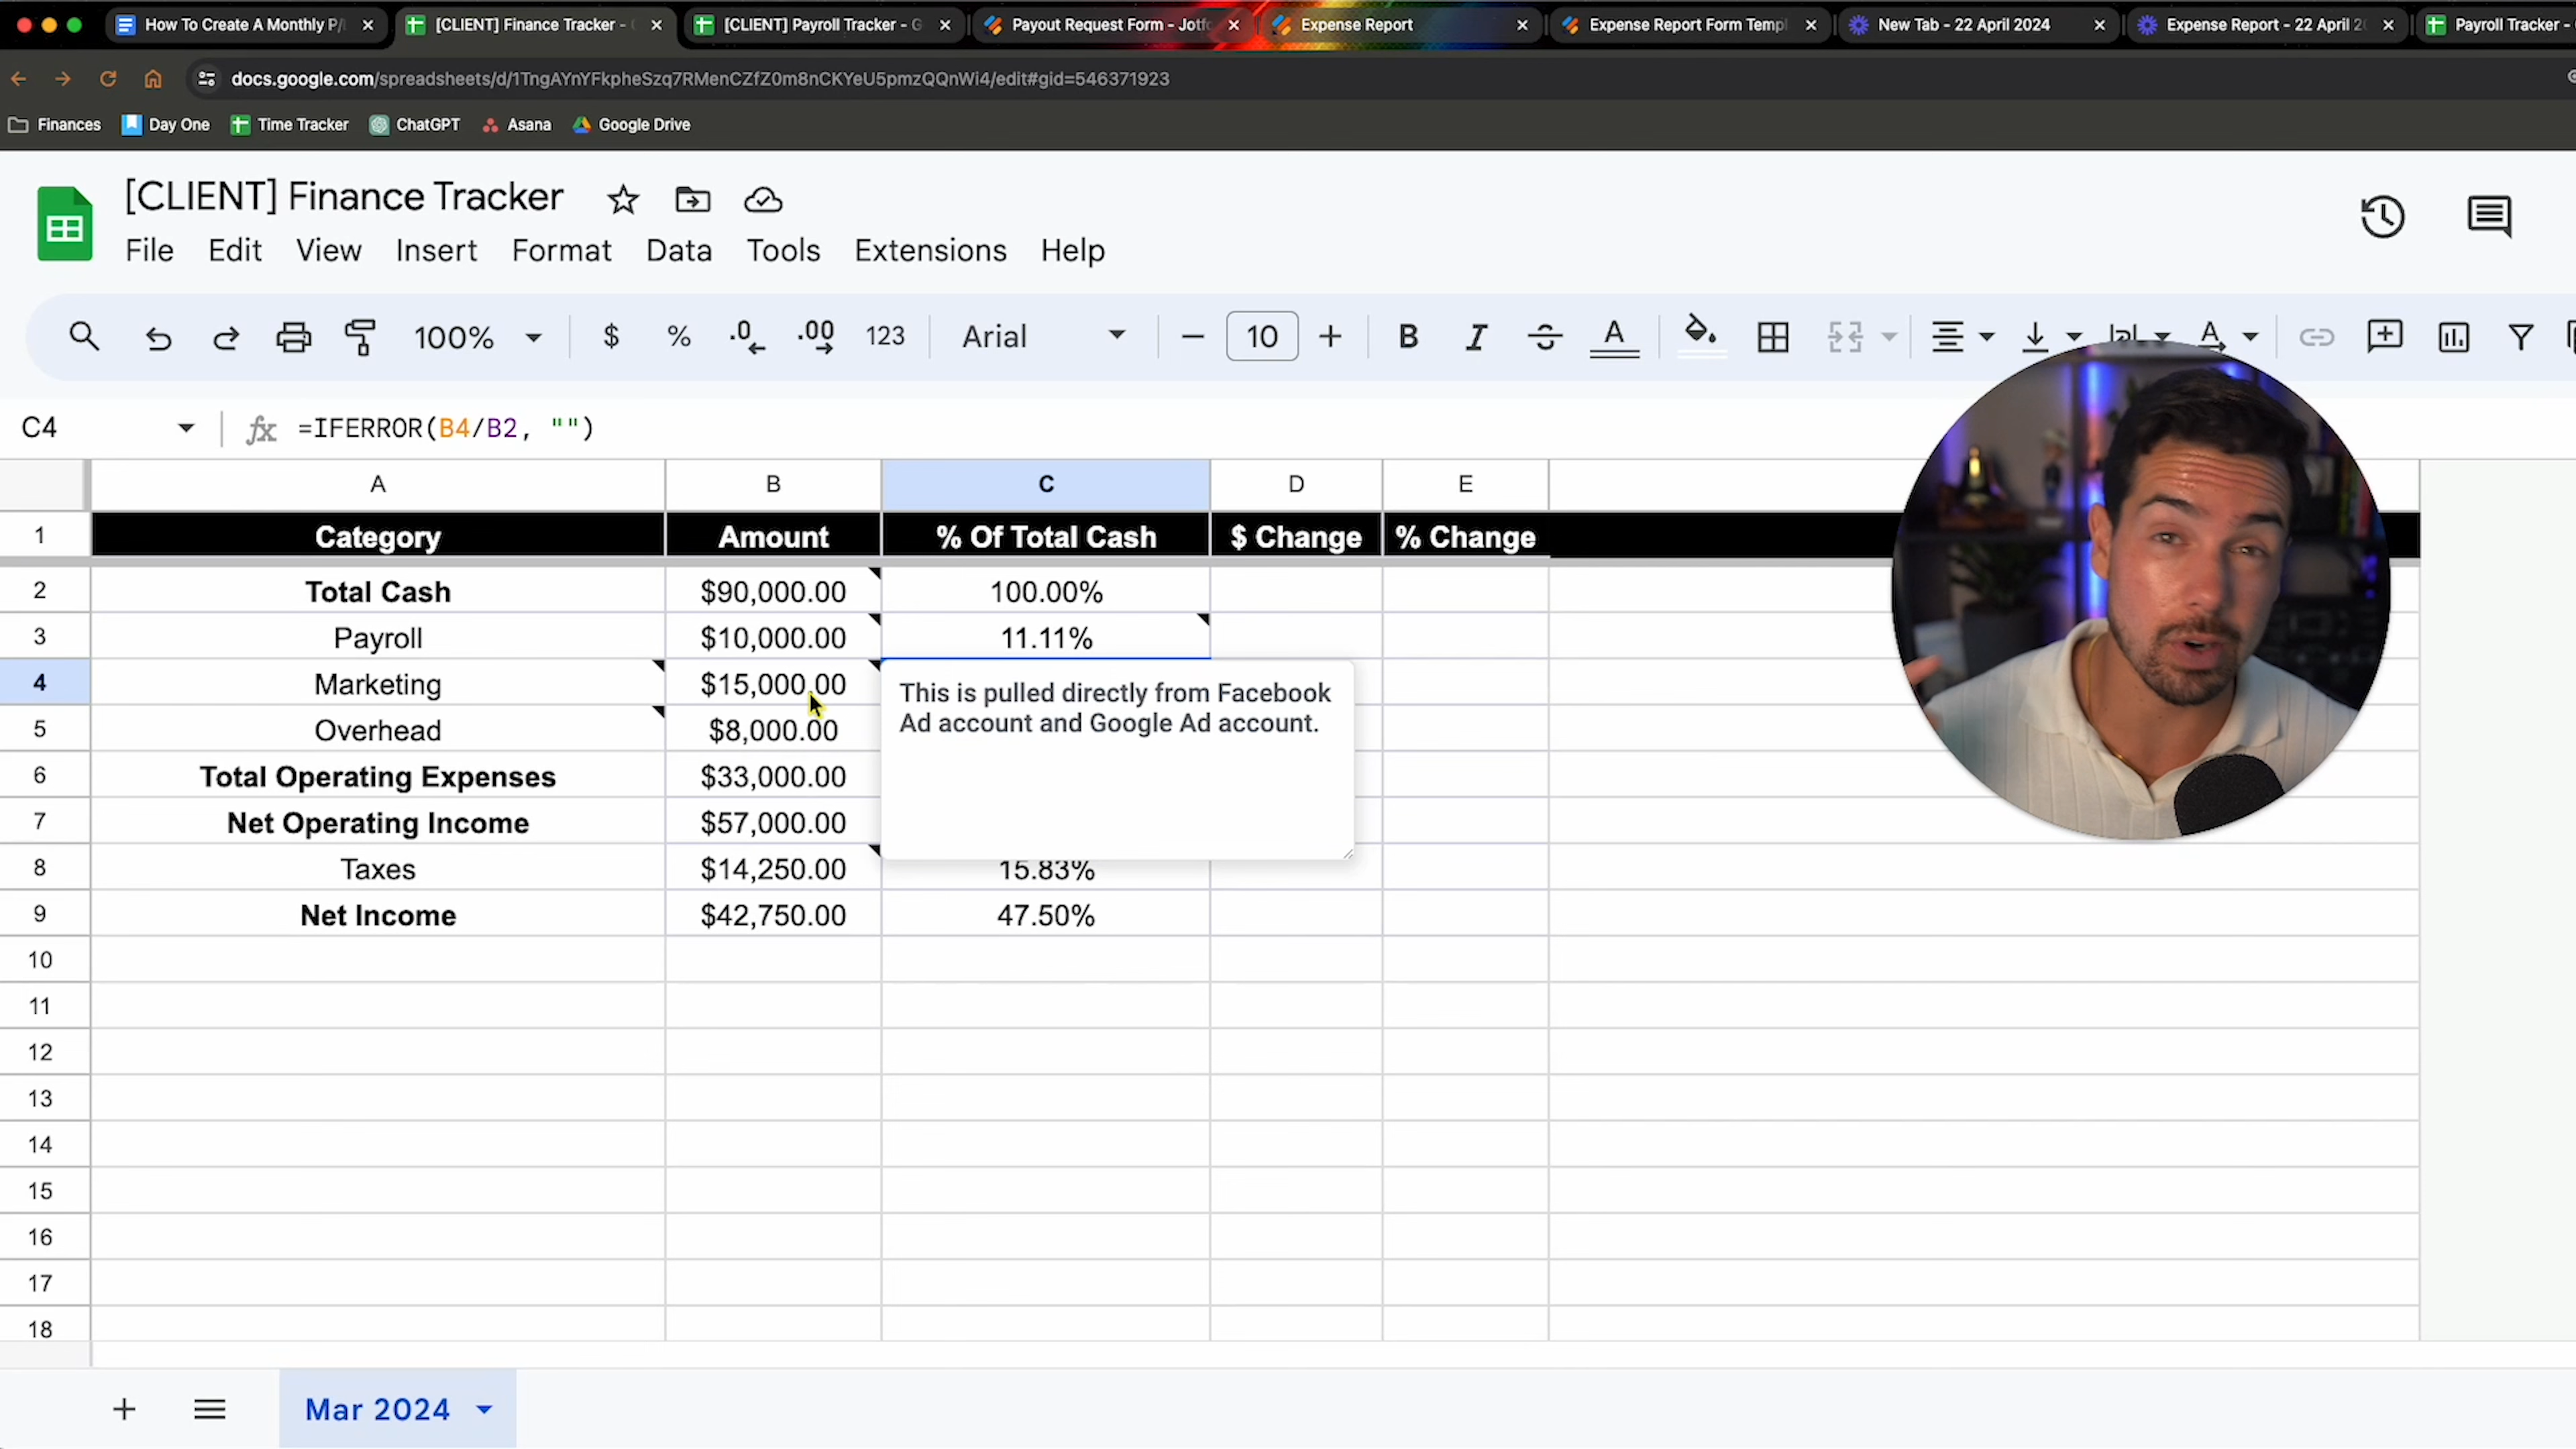 How To Create A Monthly P/
[CLIENT] Finance Tracker -
[CLIENT] Payroll Tracker - G
Payout Request Form - Jotfo
Expense Report
Expense Report Form Templ
New Tab - 22 April 2024
Expense Report - 22 April 2
Payroll Tracker -
docs.google.com/spreadsheets/d/1TngAYnYFkpheSzq7RMenCZfZ0m8nCKYeU5pmzQQnWi4/edit#gid=546371923
Finances
Day One
Time Tracker
ChatGPT
Asana
Google Drive
[CLIENT] Finance Tracker
File Edit View Insert Format Data Tools Extensions Help
100% $ % .0 .00 123 Arial 10 B I A A
C4 fx =IFERROR(B4/B2, "")
A B C D E
1 Category Amount % Of Total Cash $ Change % Change
2 Total Cash $90,000.00 100.00%
3 Payroll $10,000.00 11.11%
4 Marketing $15,000.00
This is pulled directly from Facebook
Ad account and Google Ad account.
5 Overhead $8,000.00
6 Total Operating Expenses $33,000.00
7 Net Operating Income $57,000.00
8 Taxes $14,250.00 15.83%
9 Net Income $42,750.00 47.50%
10
11
12
13
14
15
16
17
18
Mar 2024